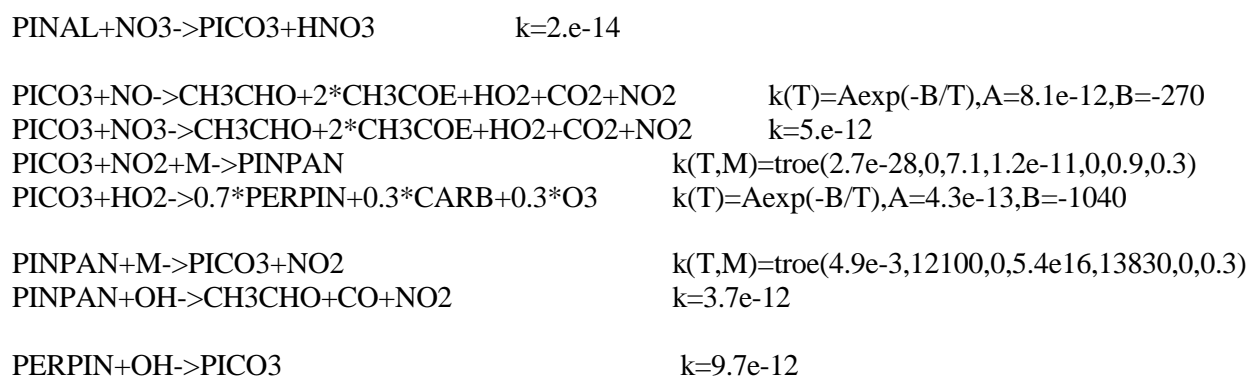 PINAL+NO3->PICO3+HNO3 k=2.e-14
PICO3+NO->CH3CHO+2*CH3COE+HO2+CO2+NO2 k(T)=Aexp(-B/T),A=8.1e-12,B=-270
PICO3+NO3->CH3CHO+2*CH3COE+HO2+CO2+NO2 k=5.e-12
PICO3+NO2+M->PINPAN k(T,M)=troe(2.7e-28,0,7.1,1.2e-11,0,0.9,0.3)
PICO3+HO2->0.7*PERPIN+0.3*CARB+0.3*O3 k(T)=Aexp(-B/T),A=4.3e-13,B=-1040
PINPAN+M->PICO3+NO2 k(T,M)=troe(4.9e-3,12100,0,5.4e16,13830,0,0.3)
PINPAN+OH->CH3CHO+CO+NO2 k=3.7e-12
PERPIN+OH->PICO3 k=9.7e-12